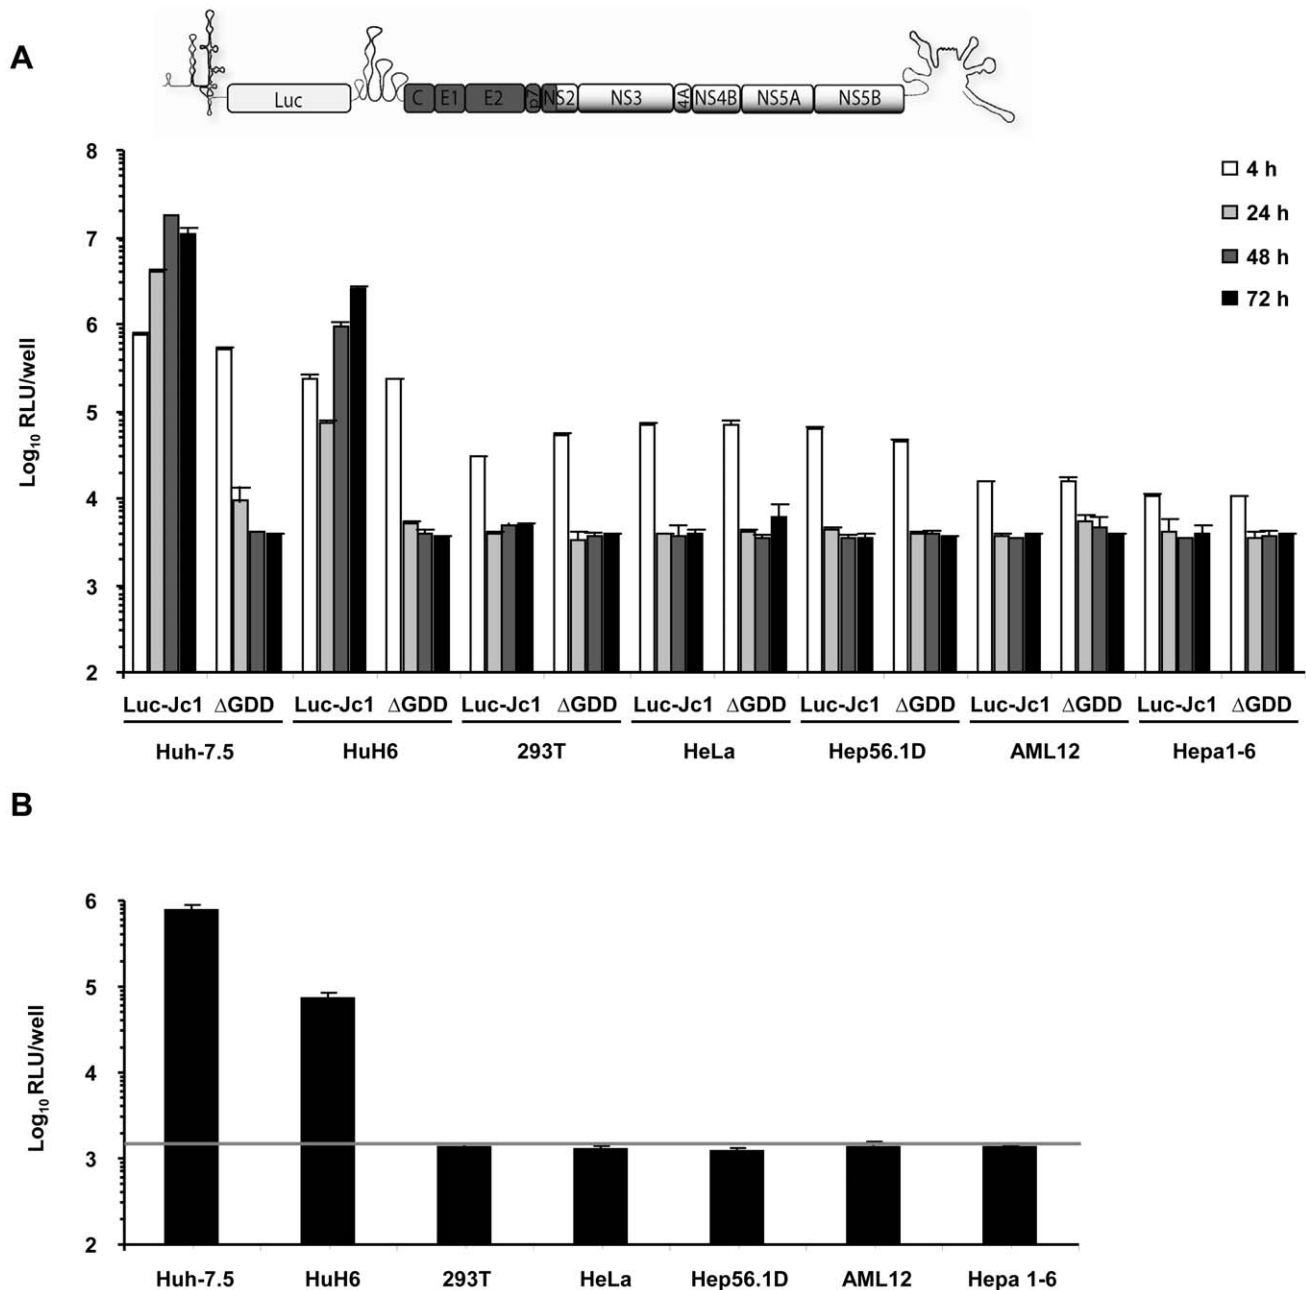 A
Luc C E1 E2 p7 NS2 NS3 4A NS4B NS5A NS5B
8
7
6
5
4
3
2
Log10 RLU/well
4 h
24 h
48 h
72 h
Luc-Jc1 ΔGDD Luc-Jc1 ΔGDD Luc-Jc1 ΔGDD Luc-Jc1 ΔGDD Luc-Jc1 ΔGDD Luc-Jc1 ΔGDD Luc-Jc1 ΔGDD
Huh-7.5 HuH6 293T HeLa Hep56.1D AML12 Hepa1-6
B
6
5
4
3
2
Log10 RLU/well
Huh-7.5 HuH6 293T HeLa Hep56.1D AML12 Hepa 1-6